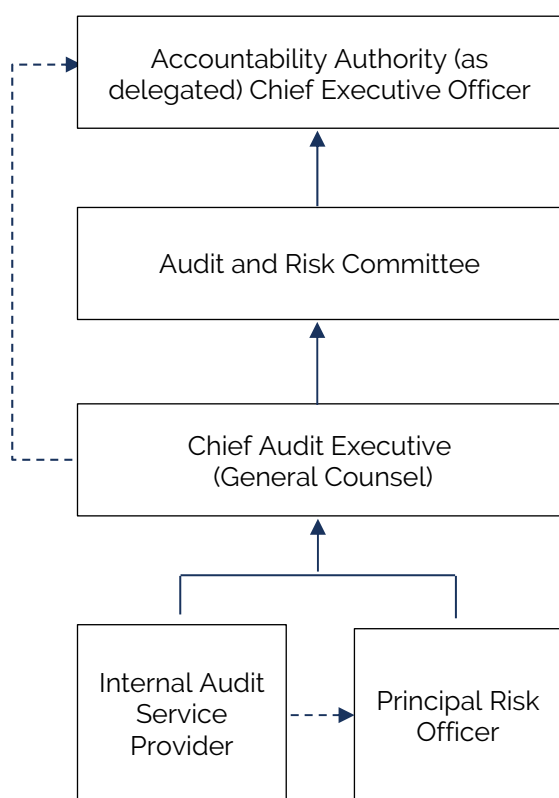 Accountability Authority (as
delegated) Chief Executive Officer
Audit and Risk Committee
Chief Audit Executive
(General Counsel)
Internal Audit
Service
Provider
Principal Risk
Officer